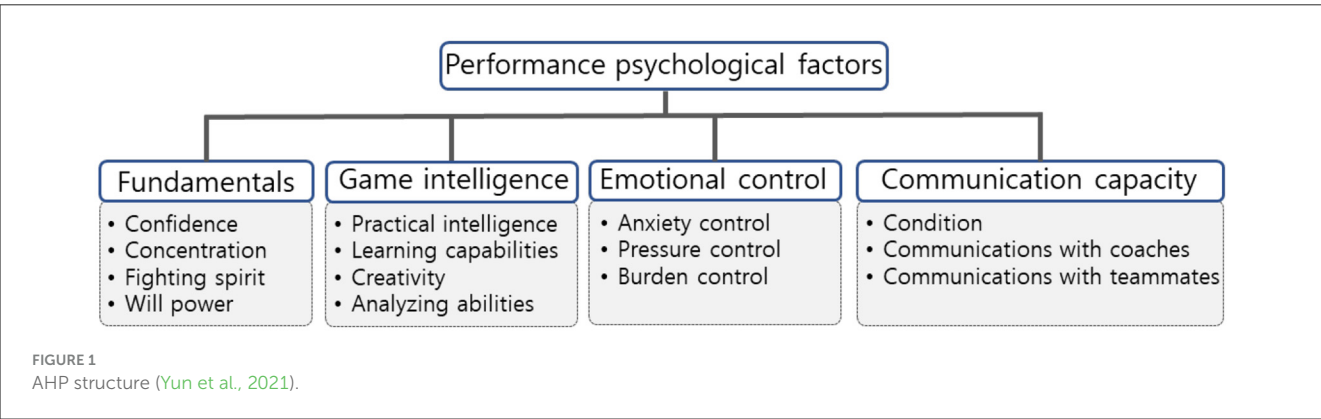 Performance psychological factors
Fundamentals
• Confidence
• Concentration
• Fighting spirit
• Will power
Game intelligence
• Practical intelligence
• Learning capabilities
• Creativity
• Analyzing abilities
Emotional control
• Anxiety control
• Pressure control
• Burden control
Communication capacity
• Condition
• Communications with coaches
• Communications with teammates
FIGURE 1
AHP structure (Yun et al., 2021).